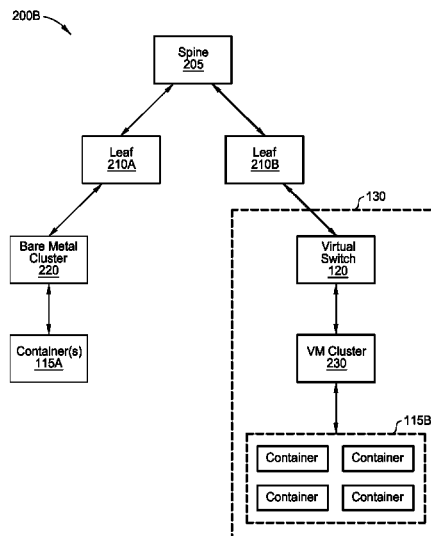 200B
Spine
205
Leaf
210A
Leaf
210B
130
Bare Metal
Cluster
220
Virtual
Switch
120
Container(s)
115A
VM Cluster
230
115B
Container
Container
Container
Container